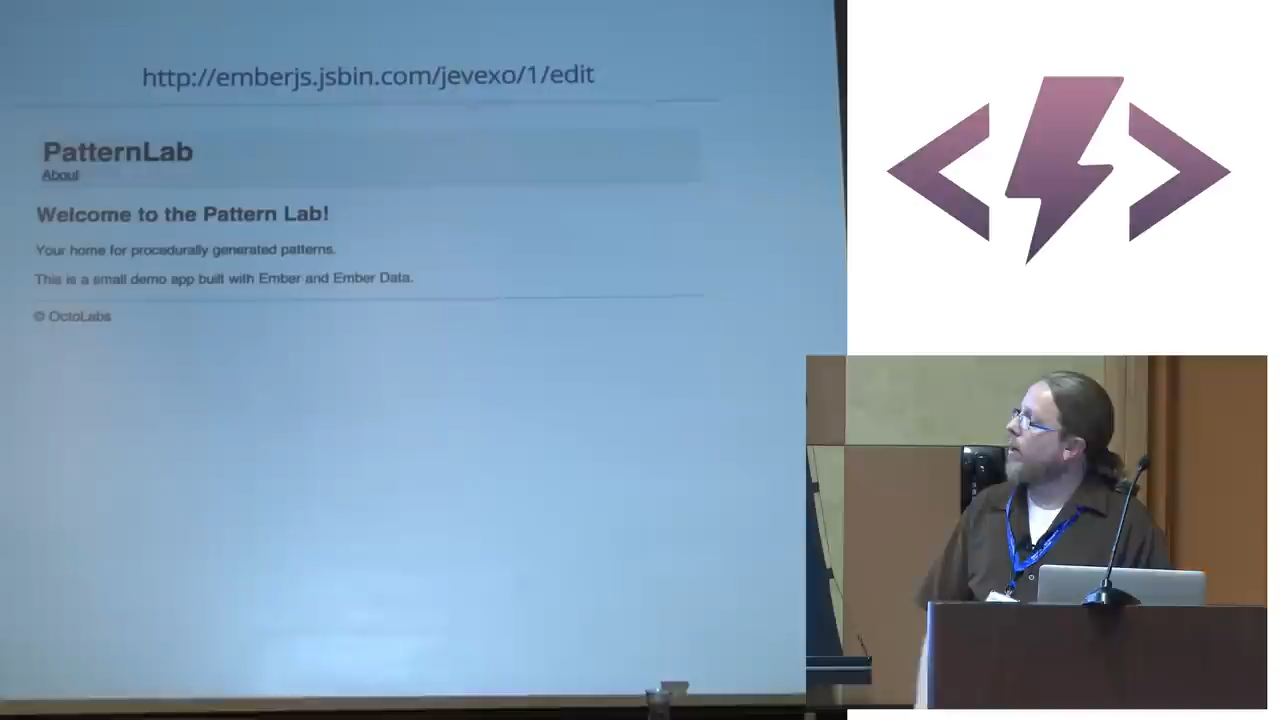 http://emberjs.jsbin.com/jevexo/1/edit
PatternLab
About
Welcome to the Pattern Lab!
Your home for procedurally generated patterns.
This is a small demo app built with Ember and Ember Data.
© OctoLabs